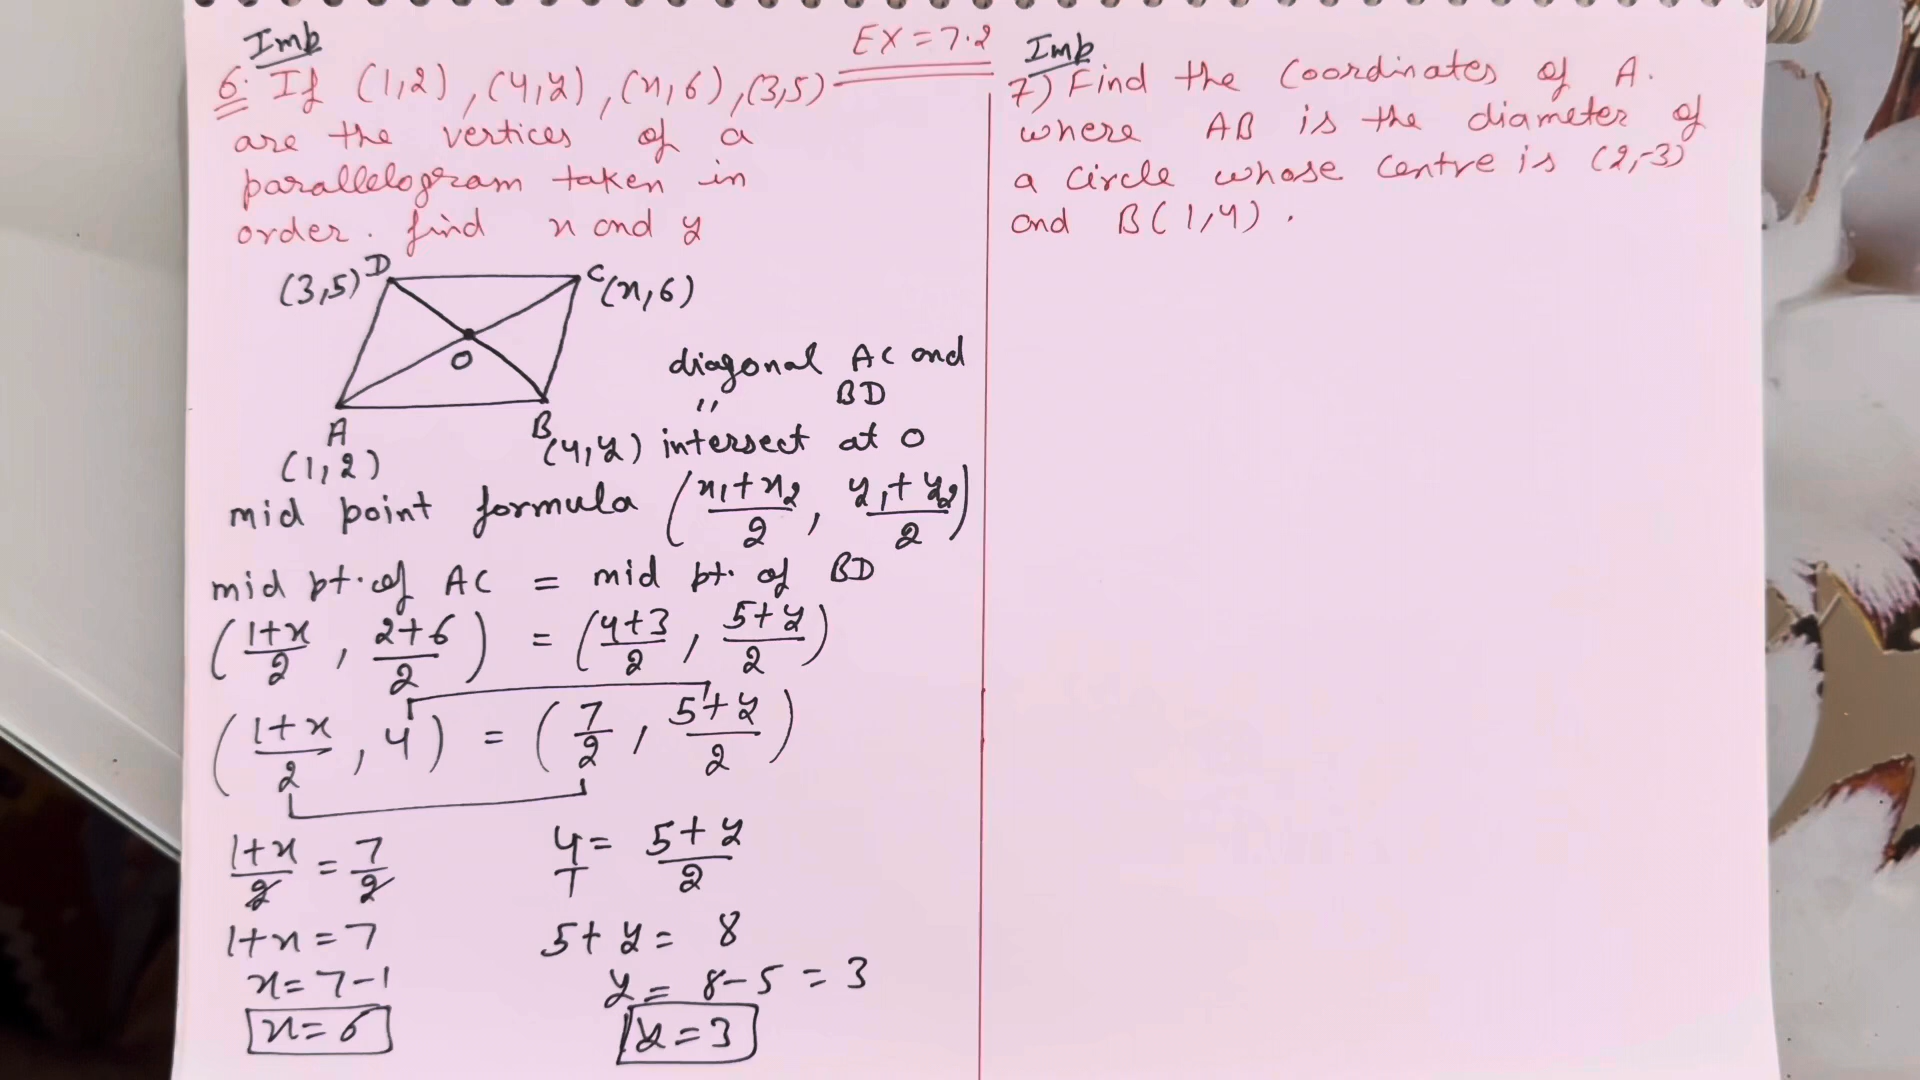 Imp
EX = 7.2
6. If (1,2), (4,y), (x,6), (3,5)
are the vertices of a
parallelogram taken in
order. find x and y
(3,5) D
C (x,6)
O
A
(1,2)
B (4,y)
diagonal AC and
" BD
intersect at O
mid point formula ( x1+x2/2 , y1+y2/2 )
mid pt. of AC = mid pt. of BD
( 1+x/2 , 2+6/2 ) = ( 4+3/2 , 5+y/2 )
( 1+x/2 , 4 ) = ( 7/2 , 5+y/2 )
1+x/2 = 7/2
1+x = 7
x = 7-1
x = 6
4/1 = 5+y/2
5+y = 8
y = 8-5 = 3
y = 3
Imp
7) Find the Coordinates of A.
where AB is the diameter of
a circle whose centre is (2,-3)
and B(1,4).